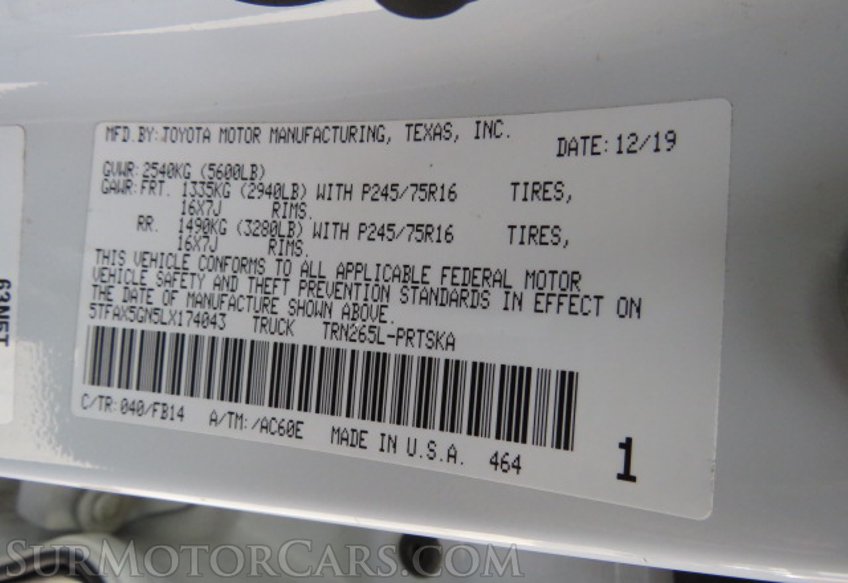 MFD.BY:TOYOTA MOTOR MANUFACTURING, TEXAS, INC.
DATE:12/19
GVWR:2540KG (5600LB)
GAWR:FRT. 1335KG (2940LB) WITH P245/75R16 TIRES,
16X7J RIMS.
RR. 1490KG (3280LB) WITH P245/75R16 TIRES,
16X7J RIMS.
THIS VEHICLE CONFORMS TO ALL APPLICABLE FEDERAL MOTOR
VEHICLE SAFETY AND THEFT PREVENTION STANDARDS IN EFFECT ON
THE DATE OF MANUFACTURE SHOWN ABOVE.
5TFAX5GN5LX174043 TRUCK TRN265L-PRTSKA
C/TR:040/FB14 A/TM:/AC60E MADE IN U.S.A. 464 1
SurMotorCars.com